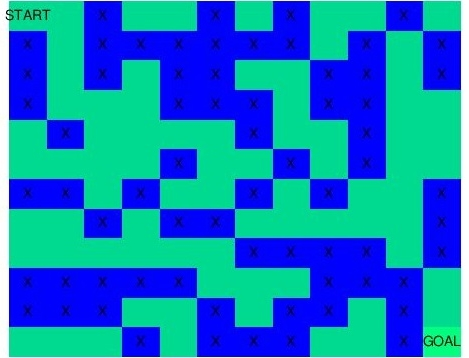 START X X X X
X X X X X X X X X
X X X X X X X
X X X X X X
X X X
X X X
X X X X X X
X X X X
X X X X X
X X X X X X X X
X X X X X X X
X X X X X GOAL